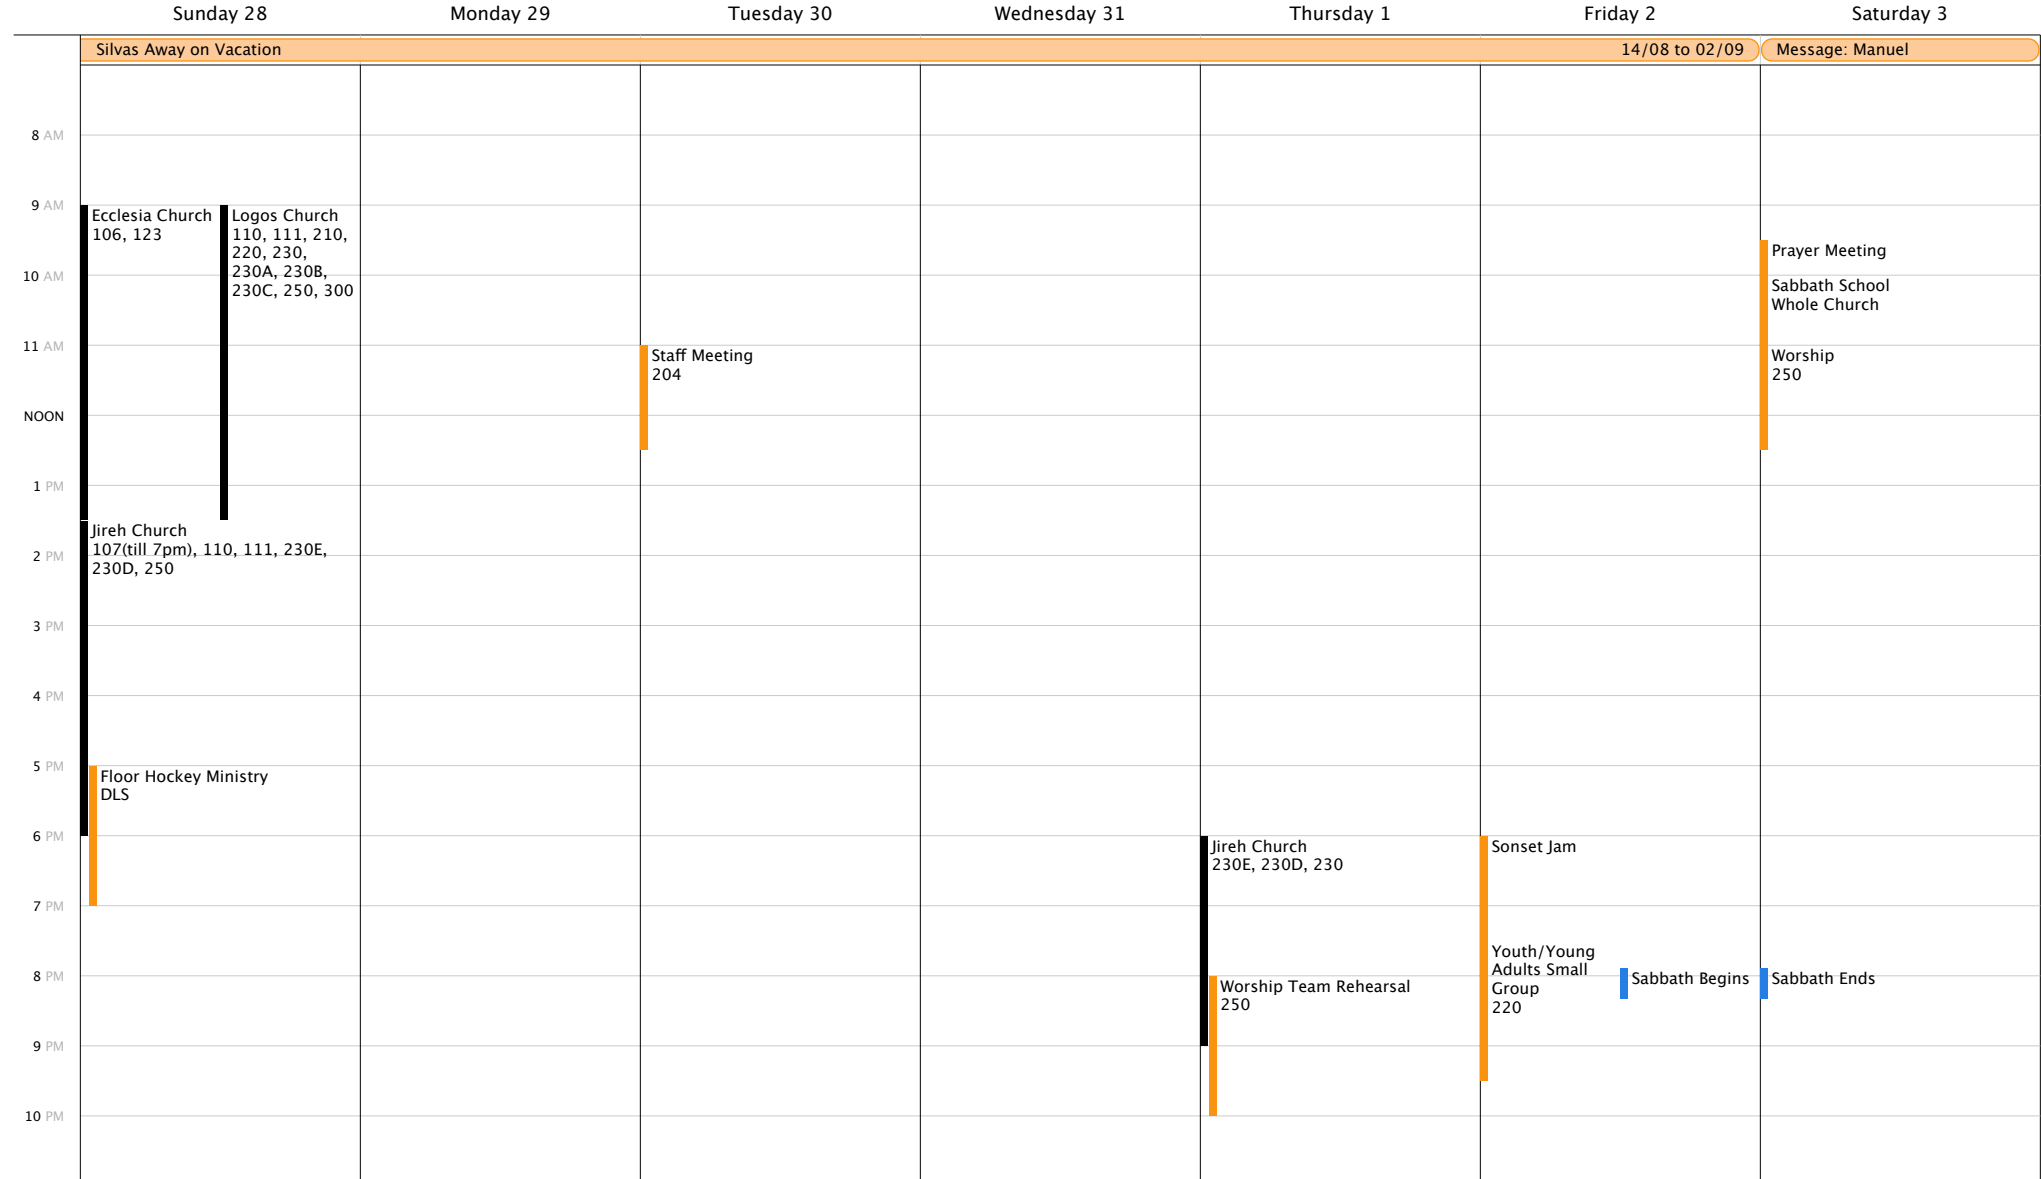 Sunday 28
Monday 29
Tuesday 30
Wednesday 31
Thursday 1
Friday 2
Saturday 3
Silvas Away on Vacation
14/08 to 02/09
Message: Manuel
8 AM
9 AM
10 AM
11 AM
NOON
1 PM
2 PM
3 PM
4 PM
5 PM
6 PM
7 PM
8 PM
9 PM
10 PM
Ecclesia Church
106, 123
Logos Church
110, 111, 210,
220, 230,
230A, 230B,
230C, 250, 300
Jireh Church
107(till 7pm), 110, 111, 230E,
230D, 250
Floor Hockey Ministry
DLS
Staff Meeting
204
Jireh Church
230E, 230D, 230
Worship Team Rehearsal
250
Sonset Jam
Youth/Young
Adults Small
Group
220
Sabbath Begins
Prayer Meeting
Sabbath School
Whole Church
Worship
250
Sabbath Ends